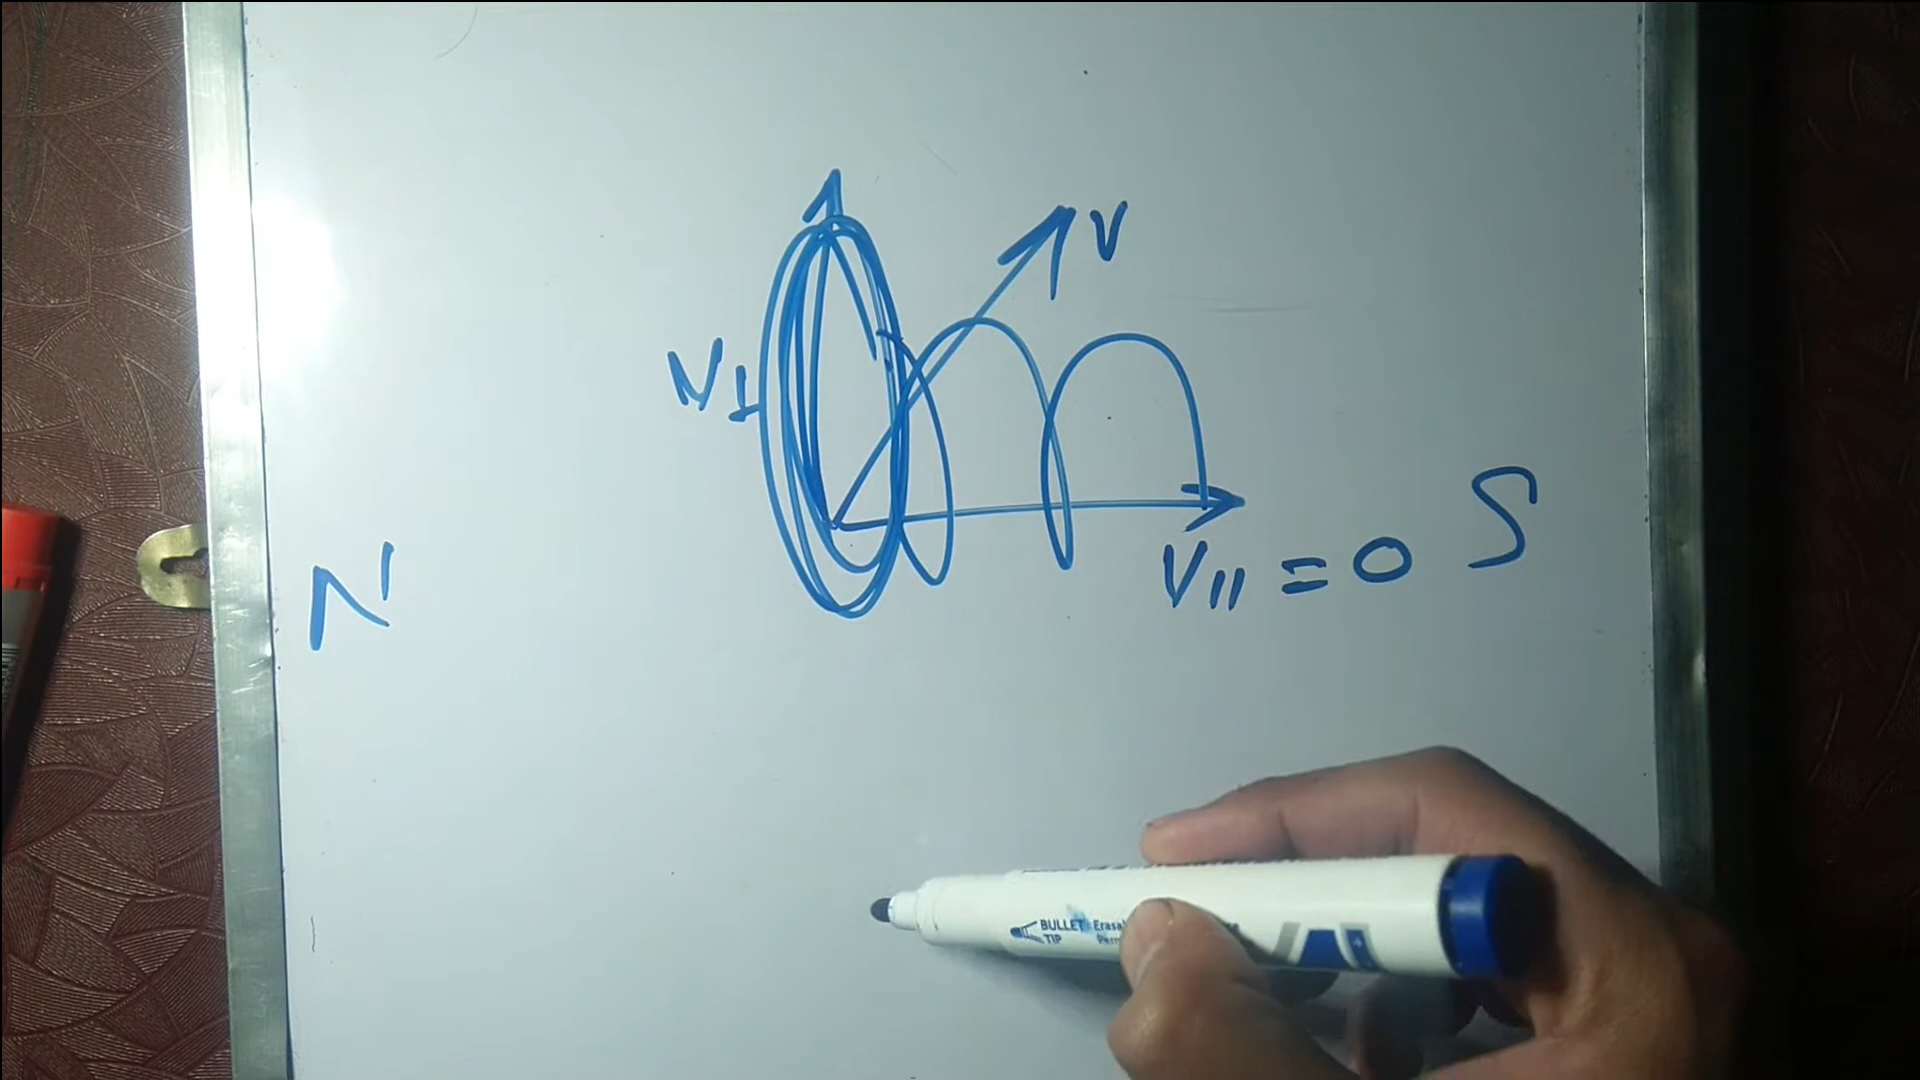 V
V⊥
V|| = 0
S
N
BULLET TIP